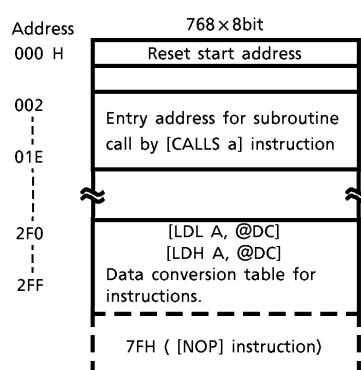 Address
768×8bit
000 H
Reset start address
002
Entry address for subroutine
call by [CALLS a] instruction
01E
2F0
[LDL A, @DC]
[LDH A, @DC]
Data conversion table for
2FF
instructions.
7FH ( [NOP] instruction)